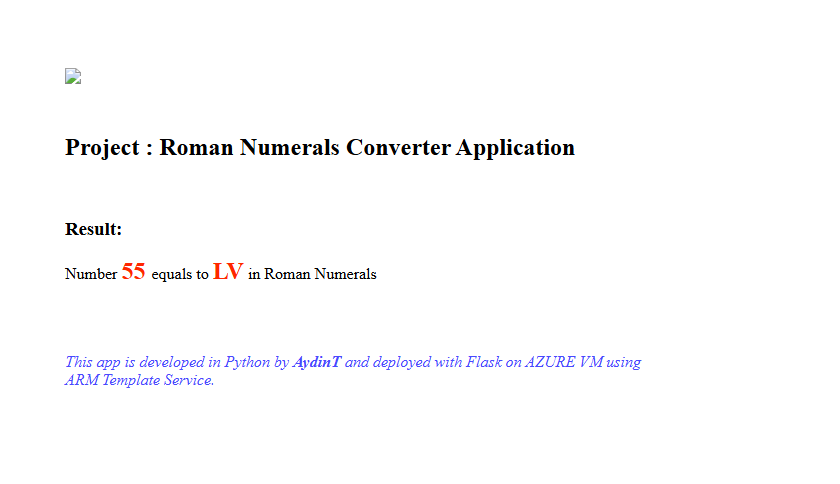 Project : Roman Numerals Converter Application
Result:
Number 55 equals to LV in Roman Numerals
This app is developed in Python by AydinT and deployed with Flask on AZURE VM using
ARM Template Service.